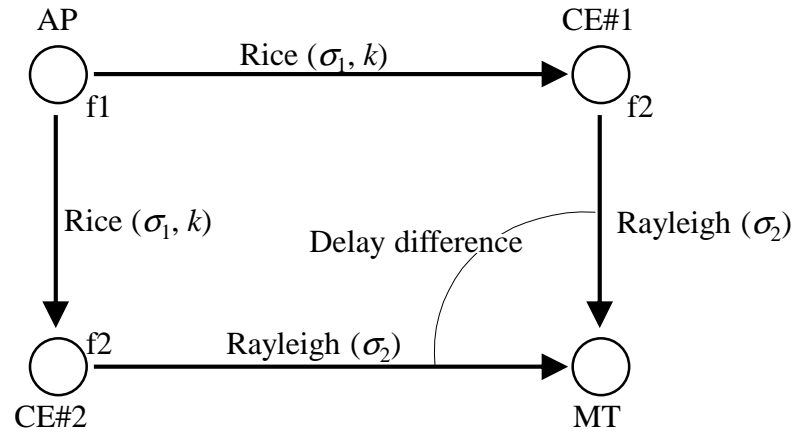 AP
CE#1
Rice (σ₁, k)
f1
f2
Rice (σ₁, k)
Rayleigh (σ₂)
Delay difference
f2
Rayleigh (σ₂)
CE#2
MT